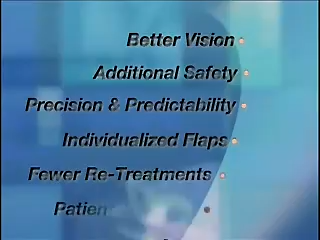 Better Vision
Additional Safety
Precision & Predictability
Individualized Flaps
Fewer Re-Treatments